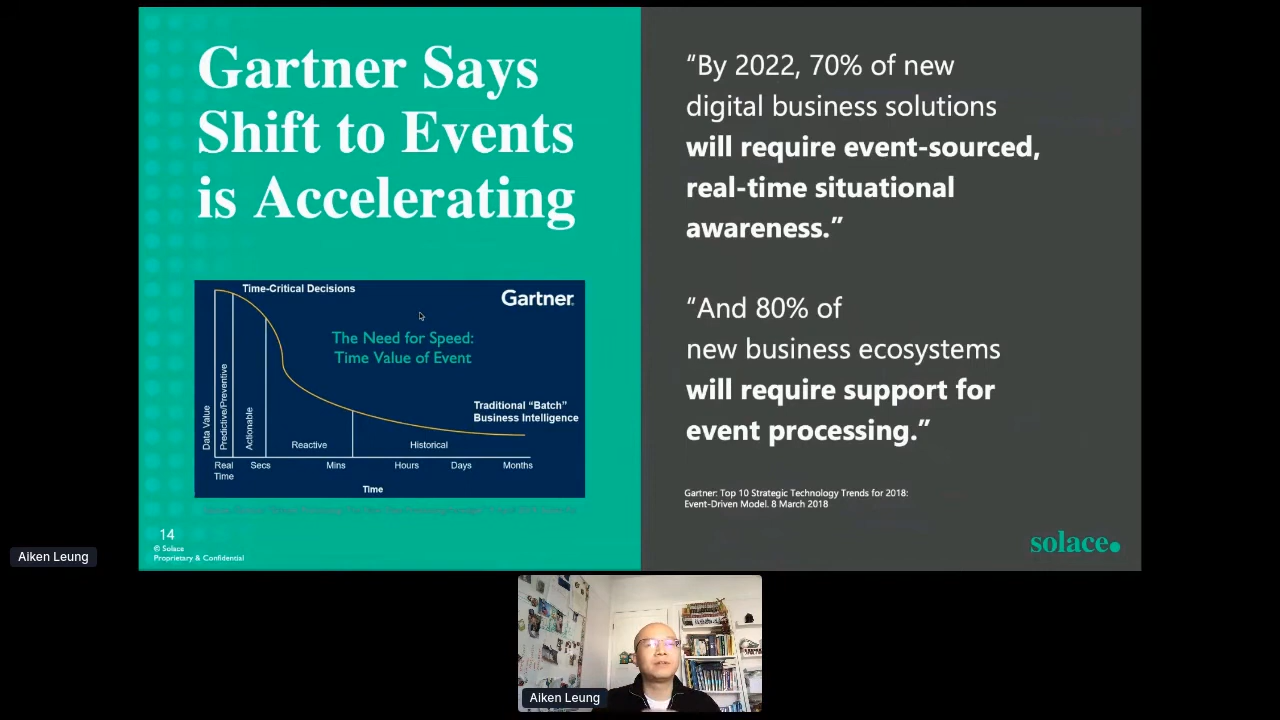 Gartner Says
Shift to Events
is Accelerating
Time-Critical Decisions
Gartner
The Need for Speed:
Time Value of Event
Traditional “Batch”
Business Intelligence
Data Value
Predictive/Preventive
Actionable
Reactive
Historical
Real
Time
Secs
Mins
Hours
Days
Months
Time
14
© Solace
Proprietary & Confidential
“By 2022, 70% of new
digital business solutions
will require event-sourced,
real-time situational
awareness.”
“And 80% of
new business ecosystems
will require support for
event processing.”
Gartner: Top 10 Strategic Technology Trends for 2018:
Event-Driven Model. 8 March 2018
solace.
Aiken Leung
Aiken Leung